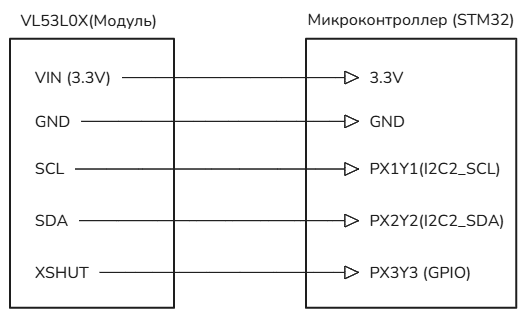 VL53L0X(Модуль)
Микроконтроллер (STM32)
VIN (3.3V)
3.3V
GND
GND
SCL
PX1Y1(I2C2_SCL)
SDA
PX2Y2(I2C2_SDA)
XSHUT
PX3Y3 (GPIO)